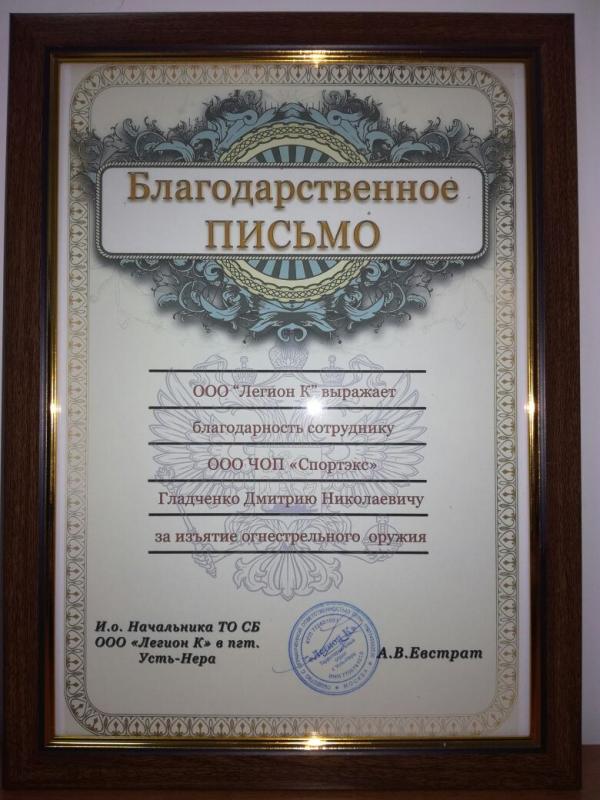 Благодарственное
ПИСЬМО
ООО "Легион К" выражает
благодарность сотруднику
ООО ЧОП «Спортэкс»
Гладченко Дмитрию Николаевичу
за изъятие огнестрельного оружия
И.о. Начальника ТО СБ
ООО «Легион К» в пгт.
Усть-Нера
А.В.Евстрат
«Легион К»